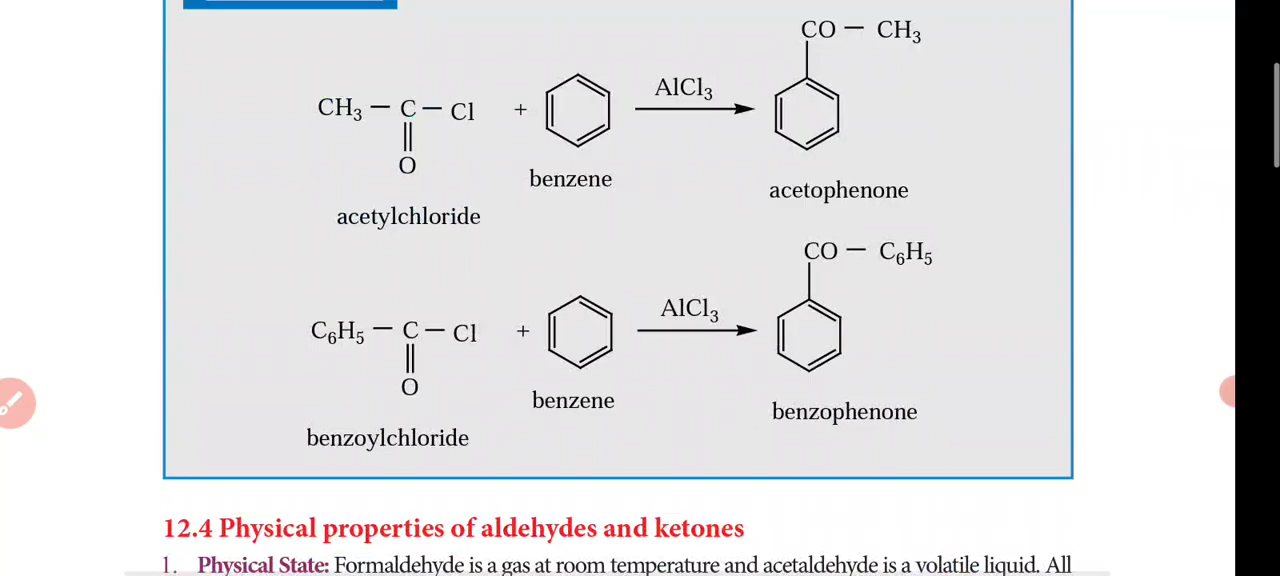 CO — CH₃
AlCl₃
CH₃ — C — Cl
+
O
benzene
acetophenone
acetylchloride
CO — C₆H₅
AlCl₃
C₆H₅ — C — Cl
+
O
benzene
benzophenone
benzoylchloride
12.4 Physical properties of aldehydes and ketones
1. Physical State: Formaldehyde is a gas at room temperature and acetaldehyde is a volatile liquid. All